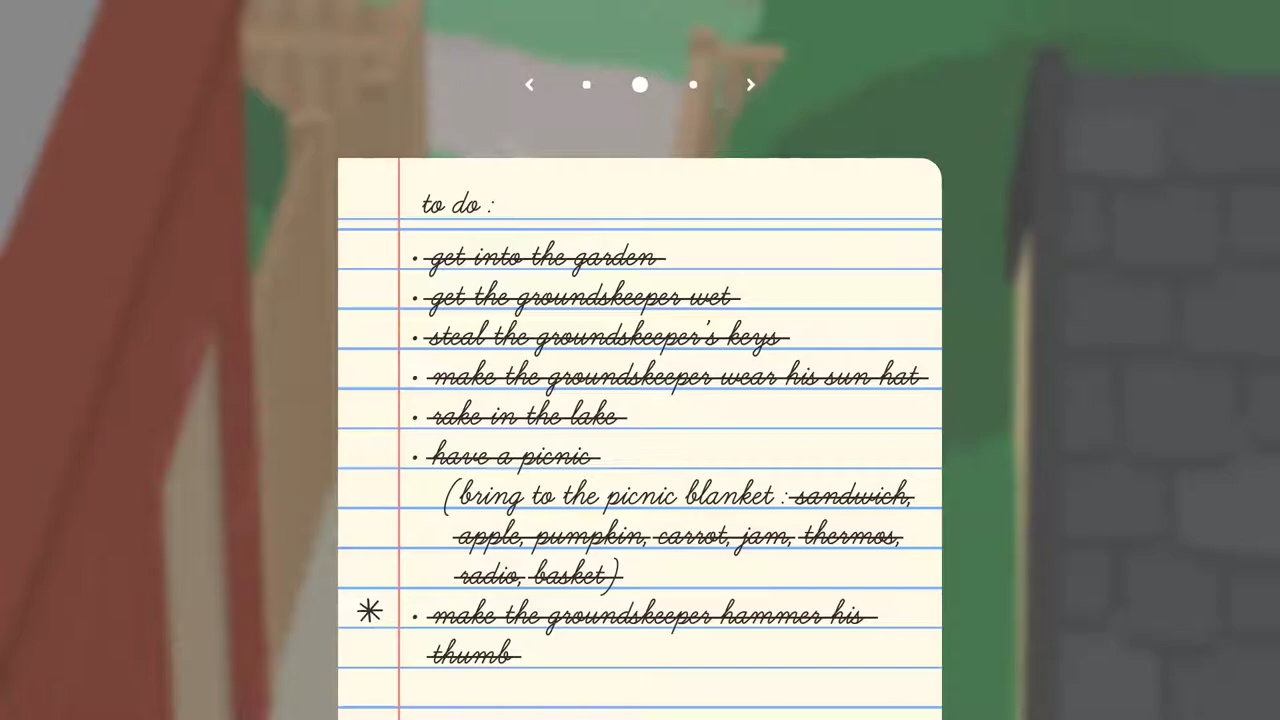 to do :
• get into the garden
• get the groundskeeper wet
• steal the groundskeeper's keys
• make the groundskeeper wear his sun hat
• rake in the lake
• have a picnic
(bring to the picnic blanket : sandwich,
apple, pumpkin, carrot, jam, thermos,
radio, basket)
* • make the groundskeeper hammer his
thumb